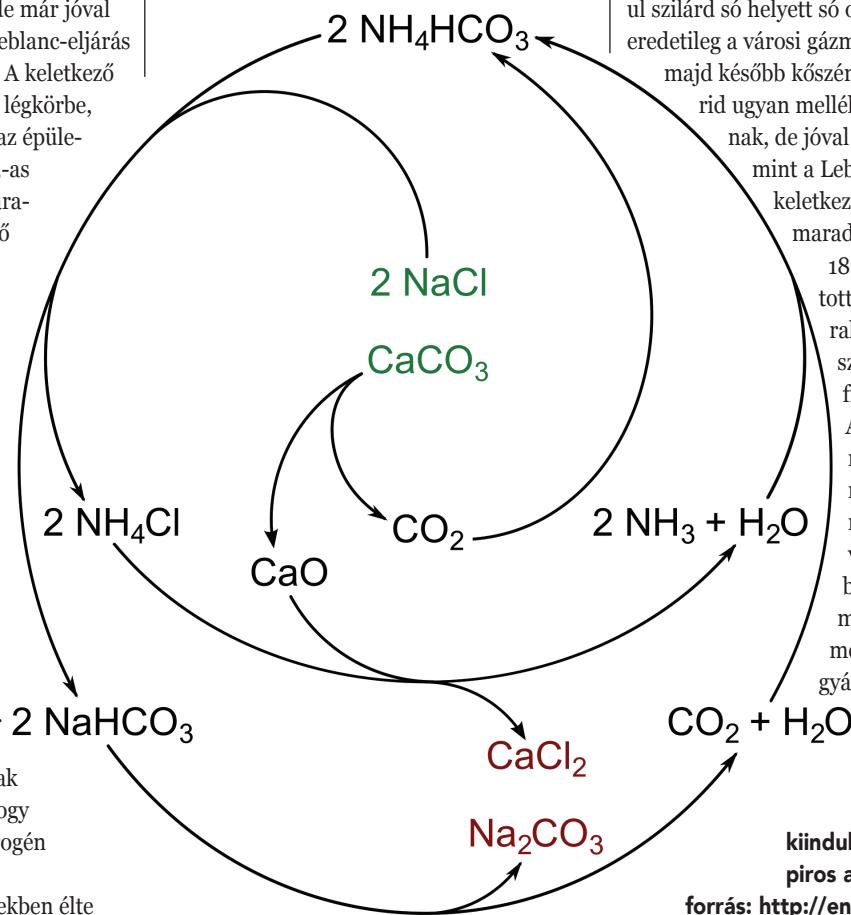 le már jóval
eblanc-eljárás
A keletkező
légkörbe,
az épüle-
-as
ra-
ő
ul szilárd só helyett só o
eredetileg a városi gázm
majd később kőszén
rid ugyan mellék
nak, de jóval
mint a Leb
keletkez
marad
18
tott
ral
sz
2 NH₄HCO₃
2 NaCl
CaCO₃
2 NH₄Cl
CO₂
2 NH₃ + H₂O
CaO
2 NaHCO₃
CO₂ + H₂O
CaCl₂
Na₂CO₃
b
m
me
gyá
ak
ogy
rogén
ekben élte
kiindul
piros a
forrás: http://en